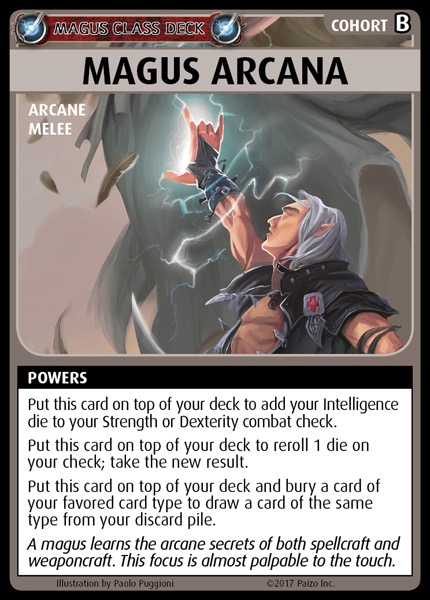 MAGUS CLASS DECK
COHORT B
MAGUS ARCANA
ARCANE
MELEE
POWERS
Put this card on top of your deck to add your Intelligence
die to your Strength or Dexterity combat check.
Put this card on top of your deck to reroll 1 die on
your check; take the new result.
Put this card on top of your deck and bury a card of
your favored card type to draw a card of the same
type from your discard pile.
A magus learns the arcane secrets of both spellcraft and
weaponcraft. This focus is almost palpable to the touch.
Illustration by Paolo Puggioni ©2017 Paizo Inc.